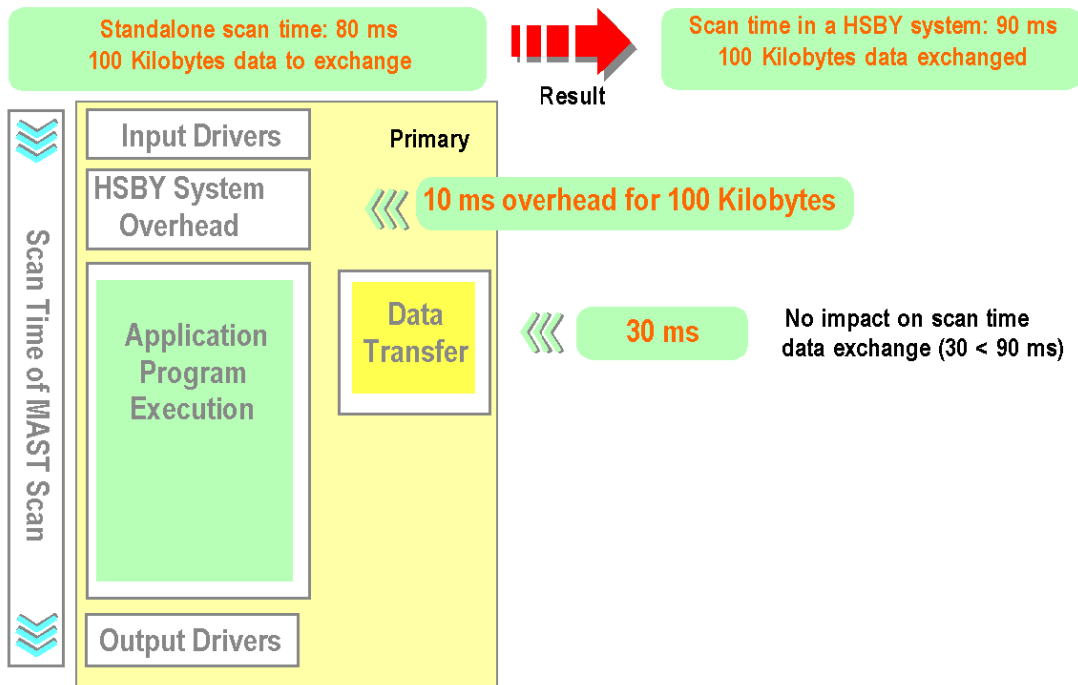 Standalone scan time: 80 ms
100 Kilobytes data to exchange
Result
Scan time in a HSBY system: 90 ms
100 Kilobytes data exchanged
Scan Time of MAST Scan
Input Drivers
Primary
HSBY System
Overhead
10 ms overhead for 100 Kilobytes
Application
Program
Execution
Data
Transfer
30 ms
No impact on scan time
data exchange (30 < 90 ms)
Output Drivers